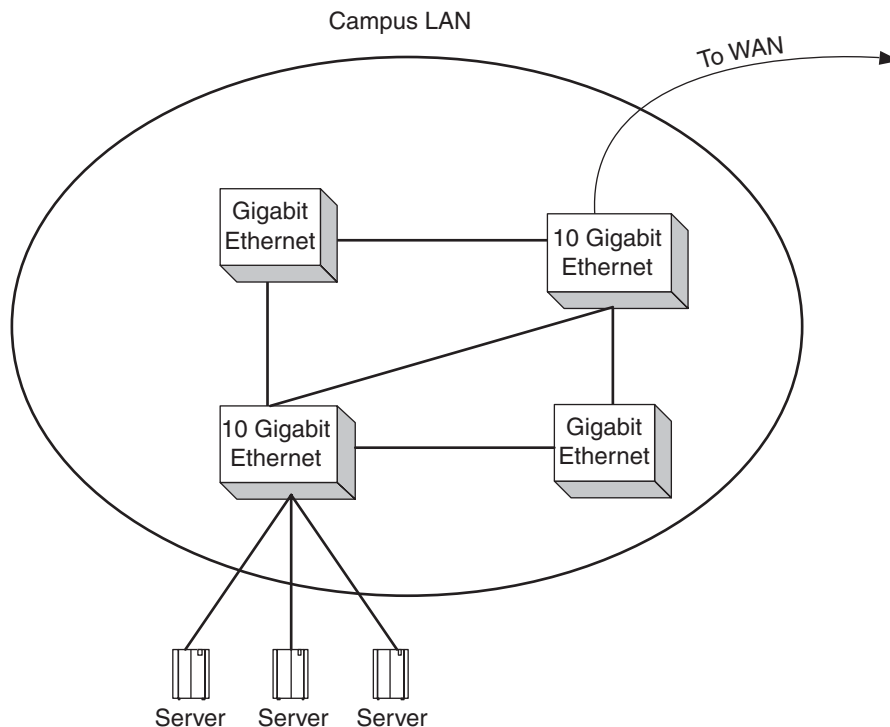 Campus LAN
To WAN
Gigabit
Ethernet
10 Gigabit
Ethernet
10 Gigabit
Ethernet
Gigabit
Ethernet
Server
Server
Server